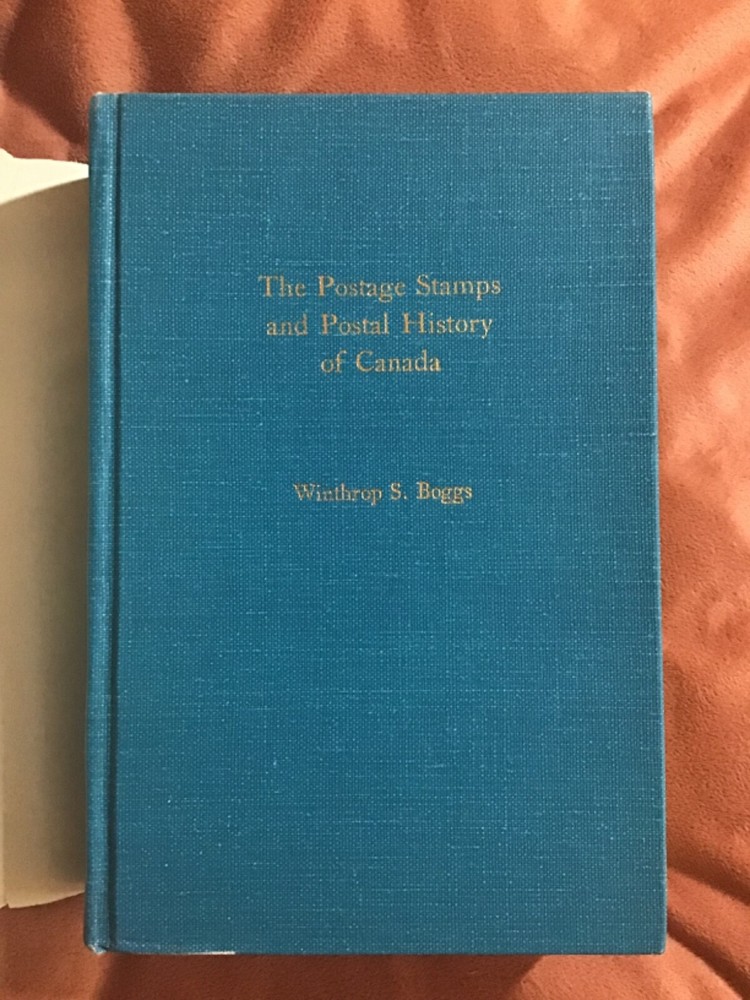 The Postage Stamps
and Postal History
of Canada
Winthrop S. Boggs